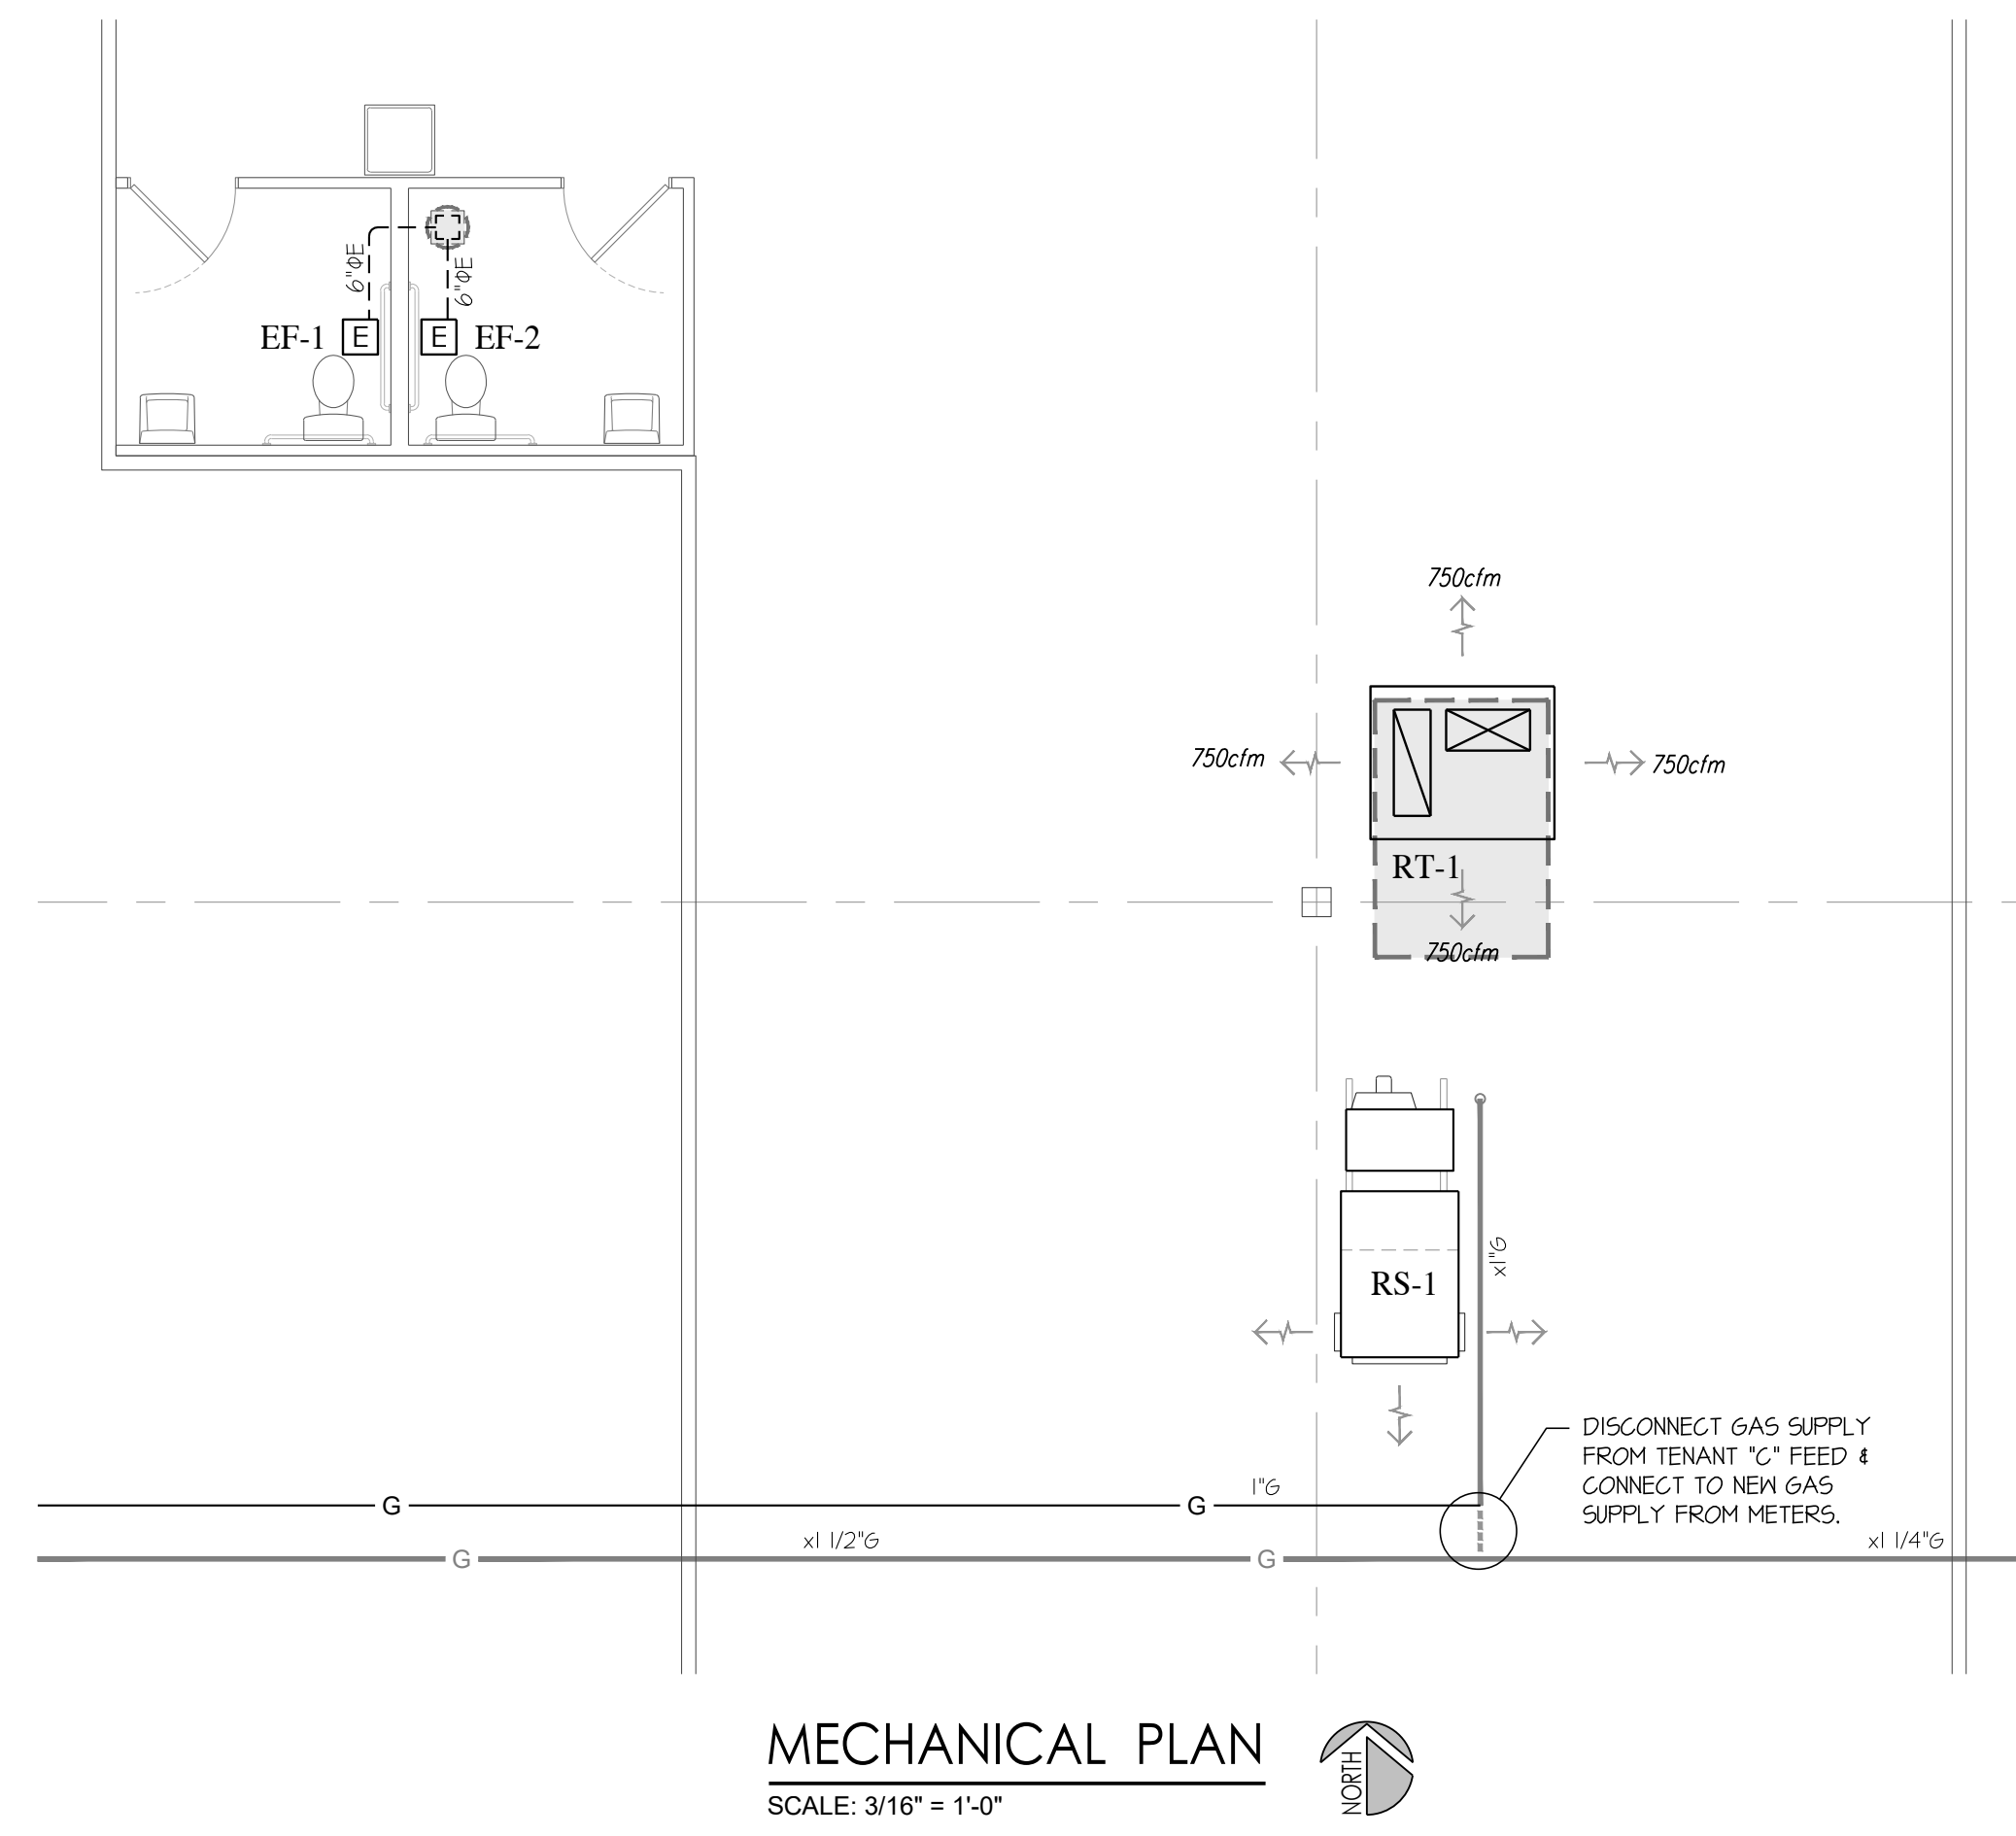 6"ΦE
6"ΦE
EF-1
E
E
EF-2
750cfm
750cfm
750cfm
RT-1
750cfm
x1"G
RS-1
DISCONNECT GAS SUPPLY
FROM TENANT "C" FEED &
CONNECT TO NEW GAS
SUPPLY FROM METERS.
1"G
G
G
x1 1/2"G
x1 1/4"G
G
G
MECHANICAL PLAN
SCALE: 3/16" = 1'-0"
NORTH